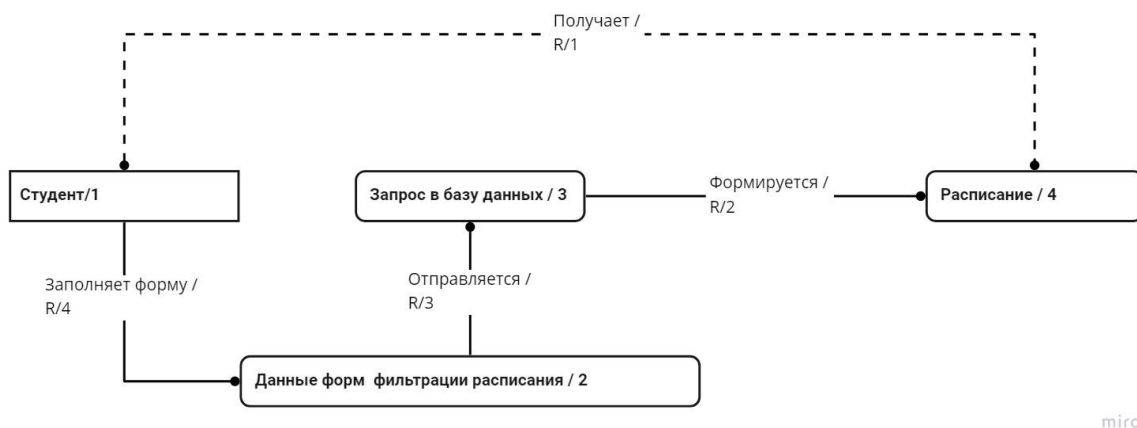 Получает /
R/1
Студент/1
Запрос в базу данных / 3
Формируется /
R/2
Расписание / 4
Заполняет форму /
R/4
Отправляется /
R/3
Данные форм фильтрации расписания / 2
miro